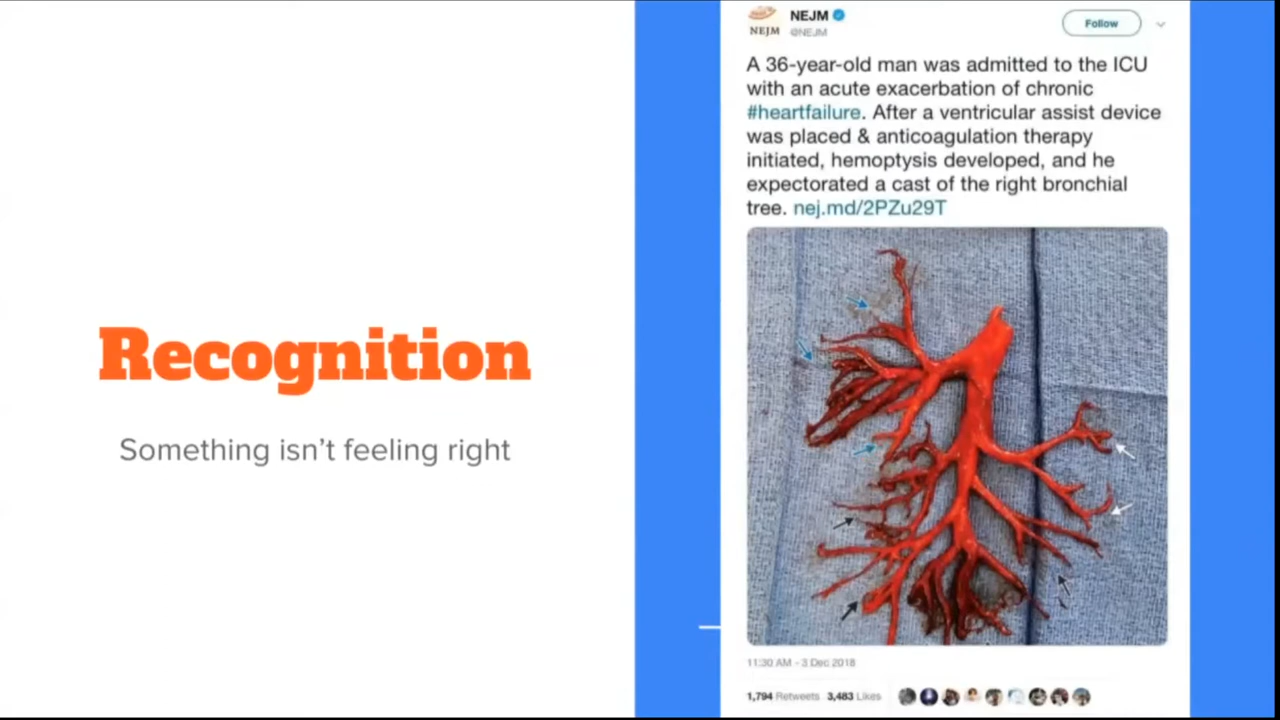 Recognition
Something isn't feeling right
NEJM
NEJM
@NEJM
Follow
A 36-year-old man was admitted to the ICU
with an acute exacerbation of chronic
#heartfailure. After a ventricular assist device
was placed & anticoagulation therapy
initiated, hemoptysis developed, and he
expectorated a cast of the right bronchial
tree. nej.md/2PZu29T
11:30 AM - 3 Dec 2018
1,794 Retweets 3,483 Likes